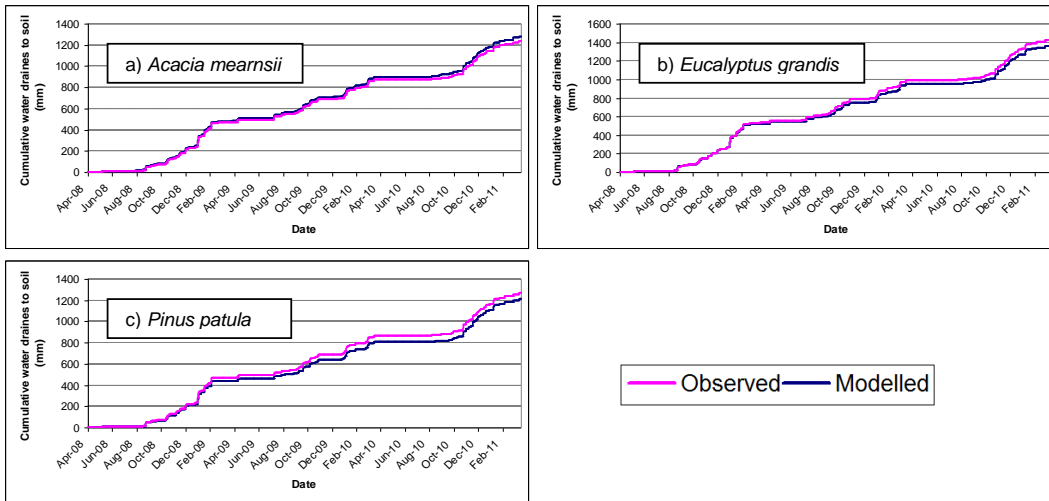 Cumulative water draines to soil
(mm)
1400
1200
1000
800
600
400
200
0
a) Acacia mearnsii
Apr-08
Jun-08
Aug-08
Oct-08
Dec-08
Feb-09
Apr-09
Jun-09
Aug-09
Oct-09
Dec-09
Feb-10
Apr-10
Jun-10
Aug-10
Oct-10
Dec-10
Feb-11
Date
Cumulative water draines to soil
(mm)
1600
1400
1200
1000
800
600
400
200
0
b) Eucalyptus grandis
Apr-08
Jun-08
Aug-08
Oct-08
Dec-08
Feb-09
Apr-09
Jun-09
Aug-09
Oct-09
Dec-09
Feb-10
Apr-10
Jun-10
Aug-10
Oct-10
Dec-10
Feb-11
Date
Cumulative water draines to soil
(mm)
1400
1200
1000
800
600
400
200
0
c) Pinus patula
Apr-08
Jun-08
Aug-08
Oct-08
Dec-08
Feb-09
Apr-09
Jun-09
Aug-09
Oct-09
Dec-09
Feb-10
Apr-10
Jun-10
Aug-10
Oct-10
Dec-10
Feb-11
Date
Observed Modelled